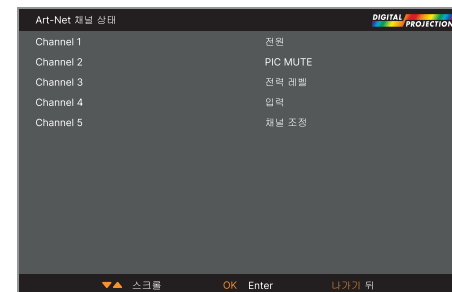 Art-Net 채널 상태 DIGITAL PROJECTION
Channel 1 전원
Channel 2 PIC MUTE
Channel 3 전력 레벨
Channel 4 입력
Channel 5 채널 조정
▼▲ 스크롤 OK Enter 나가기 뒤